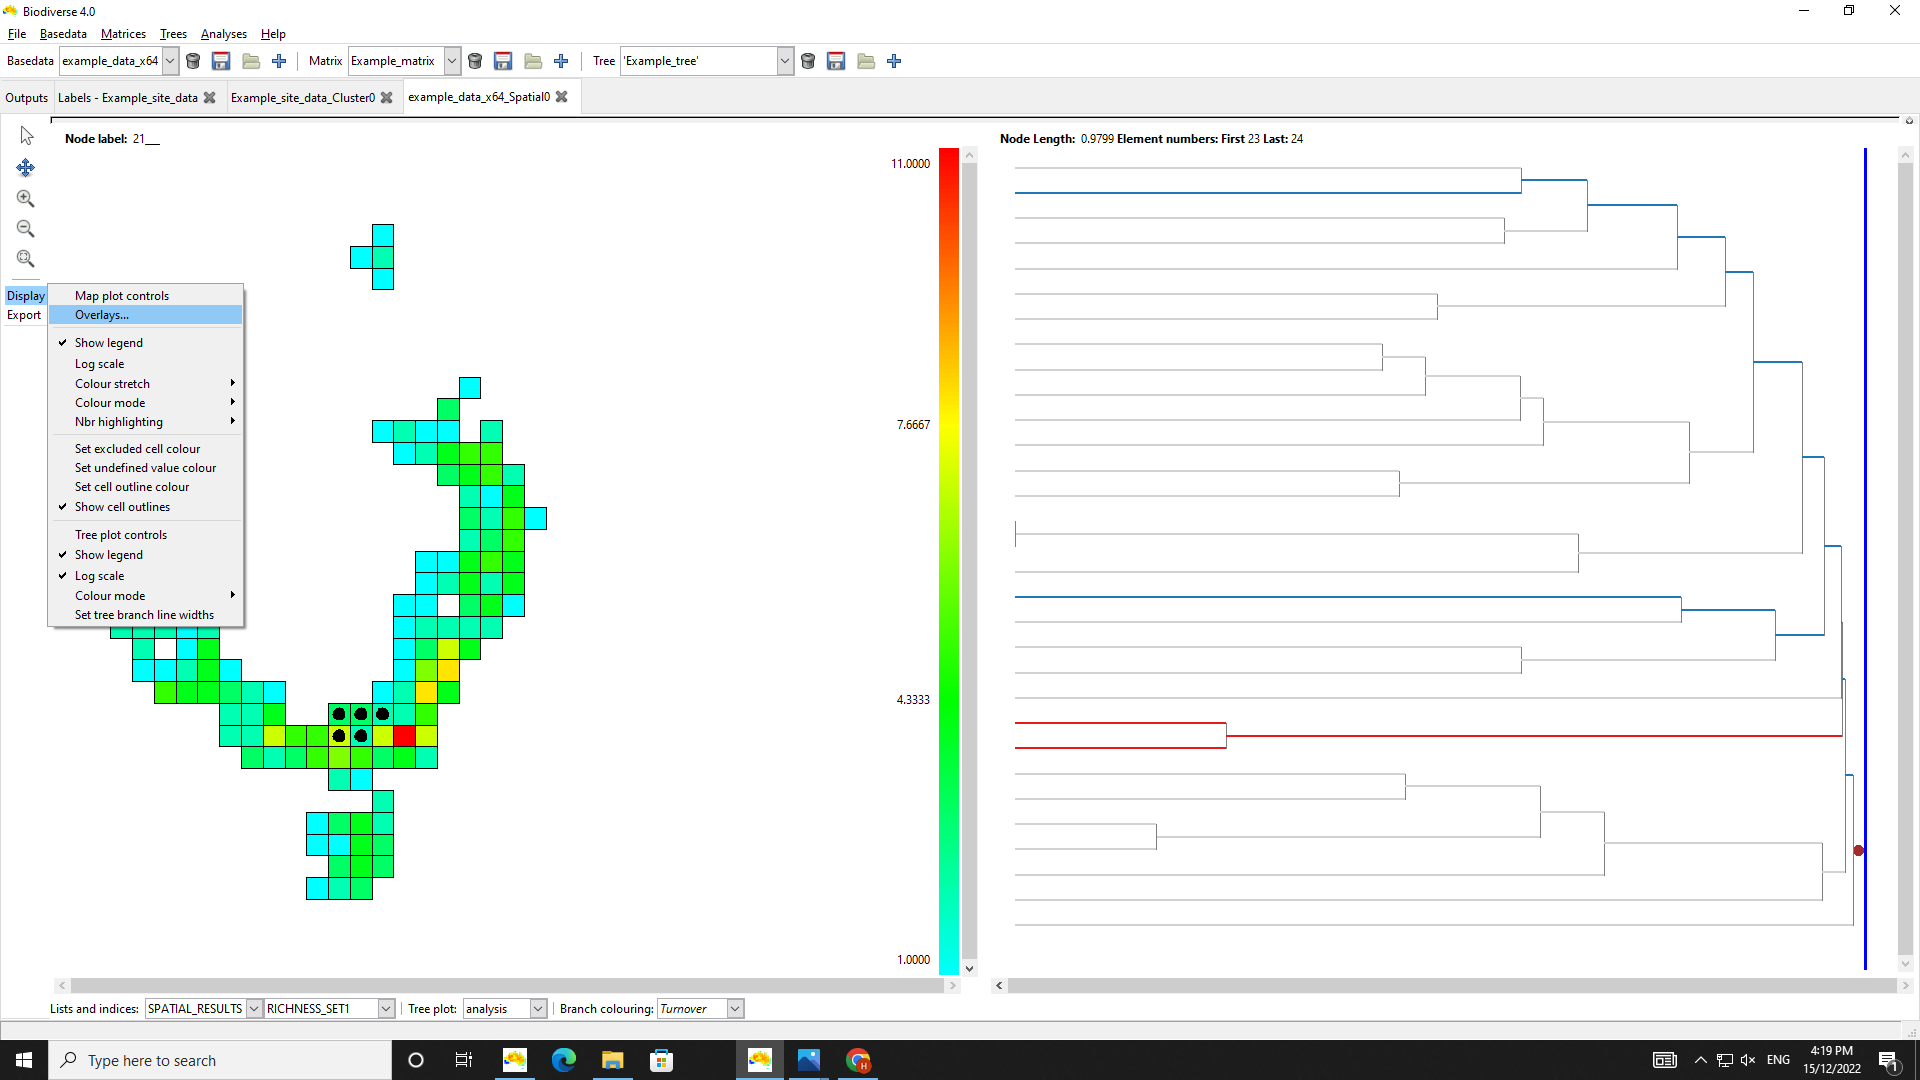 Biodiverse 4.0
File Basedata Matrices Trees Analyses Help
Basedata example_data_x64 Matrix Example_matrix Tree 'Example_tree'
Outputs Labels - Example_site_data Example_site_data_Cluster0 example_data_x64_Spatial0
Node label: 21__
Node Length: 0.9799 Element numbers: First 23 Last: 24
11.0000
7.6667
4.3333
1.0000
Display
Export
Map plot controls
Overlays...
Show legend
Log scale
Colour stretch
Colour mode
Nbr highlighting
Set excluded cell colour
Set undefined value colour
Set cell outline colour
Show cell outlines
Tree plot controls
Show legend
Log scale
Colour mode
Set tree branch line widths
Lists and indices: SPATIAL_RESULTS RICHNESS_SET1 Tree plot: analysis Branch colouring: Turnover
Type here to search
H
ENG
4:19 PM
15/12/2022
1